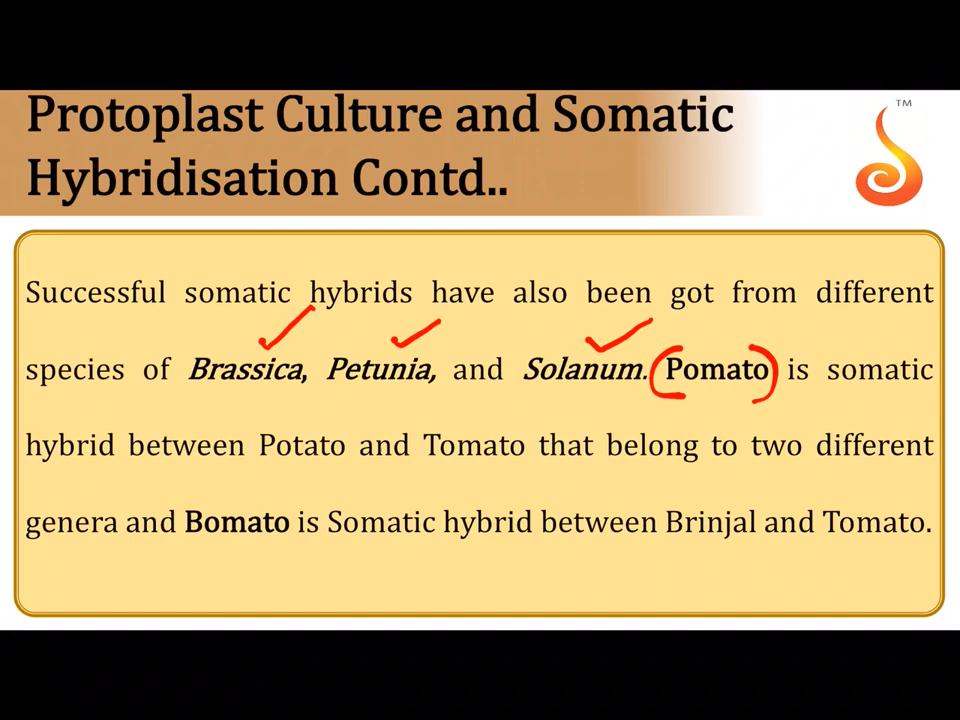 Protoplast Culture and Somatic
Hybridisation Contd..
TM
Successful somatic hybrids have also been got from different
species of Brassica, Petunia, and Solanum. Pomato is somatic
hybrid between Potato and Tomato that belong to two different
genera and Bomato is Somatic hybrid between Brinjal and Tomato.